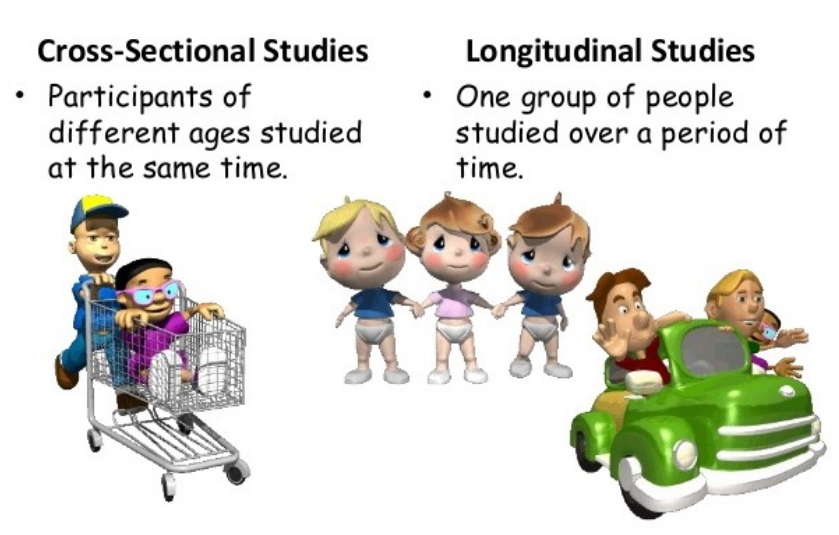 Cross-Sectional Studies
• Participants of
different ages studied
at the same time.
Longitudinal Studies
• One group of people
studied over a period of
time.